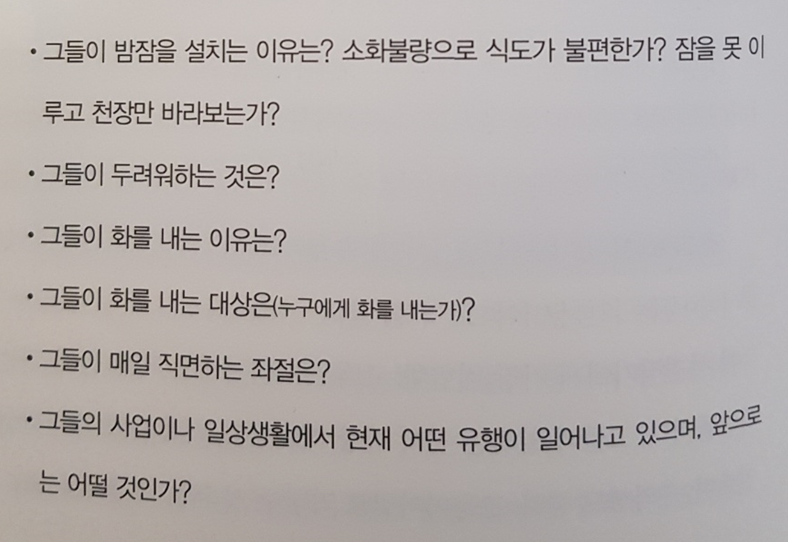 • 그들이 밤잠을 설치는 이유는? 소화불량으로 식도가 불편한가? 잠을 못 이
루고 천장만 바라보는가?
• 그들이 두려워하는 것은?
• 그들이 화를 내는 이유는?
• 그들이 화를 내는 대상은(누구에게 화를 내는가)?
• 그들이 매일 직면하는 좌절은?
• 그들의 사업이나 일상생활에서 현재 어떤 유행이 일어나고 있으며, 앞으로
는 어떨 것인가?